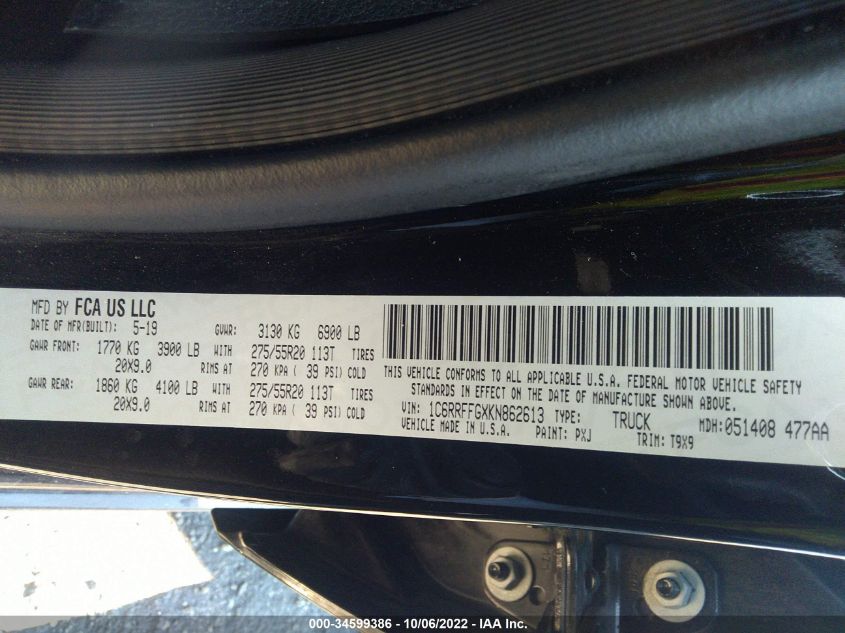 MFD BY FCA US LLC
DATE OF MFR(BUILT): 5-19 GVWR: 3130 KG 6900 LB
GAWR FRONT: 1770 KG 3900 LB WITH 275/55R20 113T TIRES
20X9.0 RIMS AT 270 KPA ( 39 PSI) COLD
GAWR REAR: 1860 KG 4100 LB WITH 275/55R20 113T TIRES
20X9.0 RIMS AT 270 KPA ( 39 PSI) COLD
THIS VEHICLE CONFORMS TO ALL APPLICABLE U.S.A. FEDERAL MOTOR VEHICLE SAFETY
STANDARDS IN EFFECT ON THE DATE OF MANUFACTURE SHOWN ABOVE.
VIN: 1C6RRFFGXKN862613 TYPE: TRUCK MDH:051408 477AA
VEHICLE MADE IN U.S.A. PAINT: PXJ TRIM: T9X9
000-34599386 - 10/06/2022 - IAA Inc.